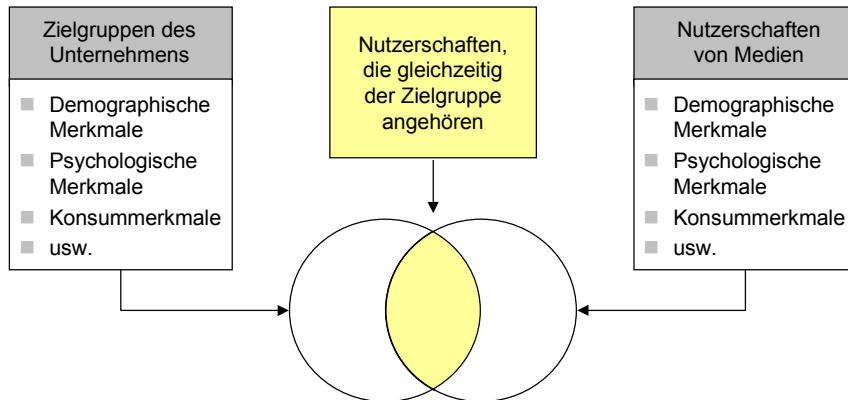 Zielgruppen des
Unternehmens
Demographische
Merkmale
Psychologische
Merkmale
Konsummerkmale
usw.
Nutzerschaften,
die gleichzeitig
der Zielgruppe
angehören
Nutzerschaften
von Medien
Demographische
Merkmale
Psychologische
Merkmale
Konsummerkmale
usw.